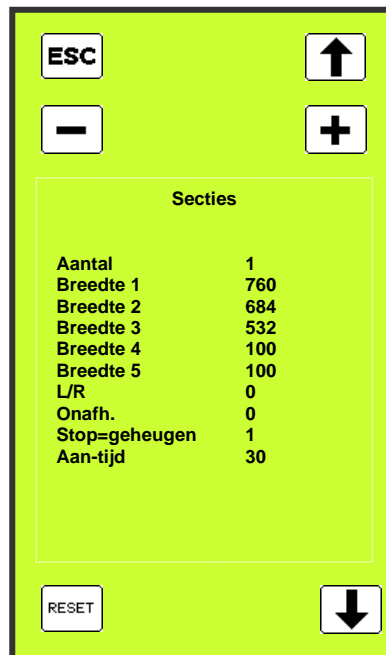 ESC
Secties
Aantal 1
Breedte 1 760
Breedte 2 684
Breedte 3 532
Breedte 4 100
Breedte 5 100
L/R 0
Onafh. 0
Stop=geheugen 1
Aan-tijd 30
RESET